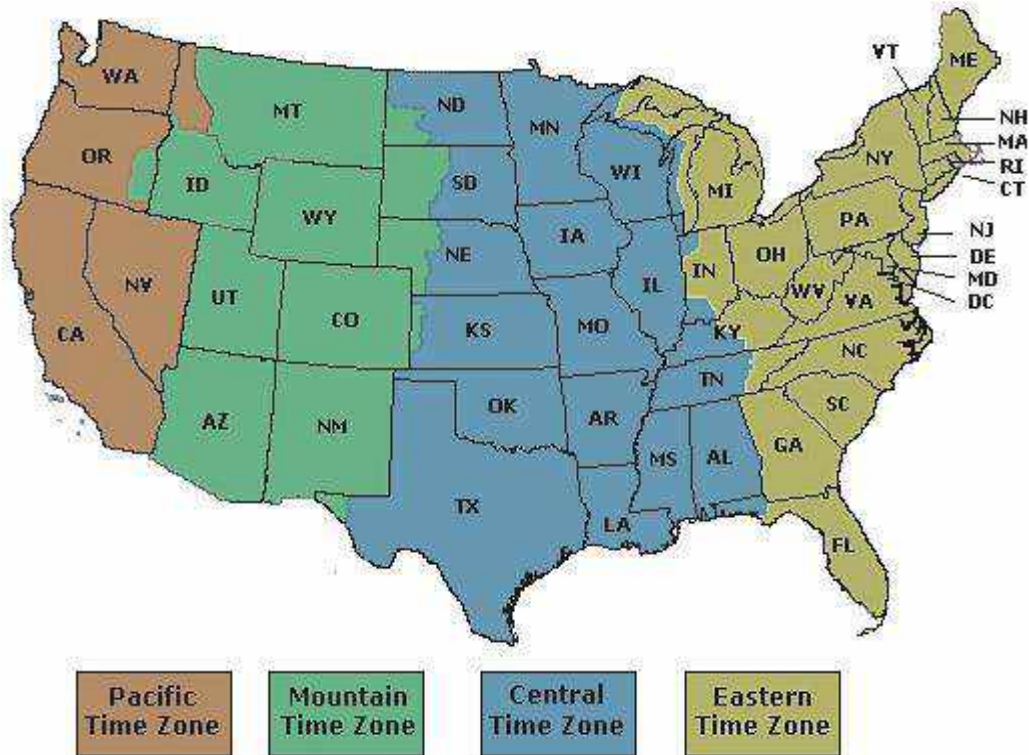 WA
MT
ND
MN
VT
ME
NH
MA
RI
CT
OR
ID
WY
SD
WI
MI
NY
PA
NJ
DE
MD
DC
NV
UT
CO
NE
IA
IL
IN
OH
WV
VA
CA
KS
MO
KY
NC
AZ
NM
OK
AR
TN
SC
TX
MS
AL
GA
LA
FL
Pacific
Time Zone
Mountain
Time Zone
Central
Time Zone
Eastern
Time Zone